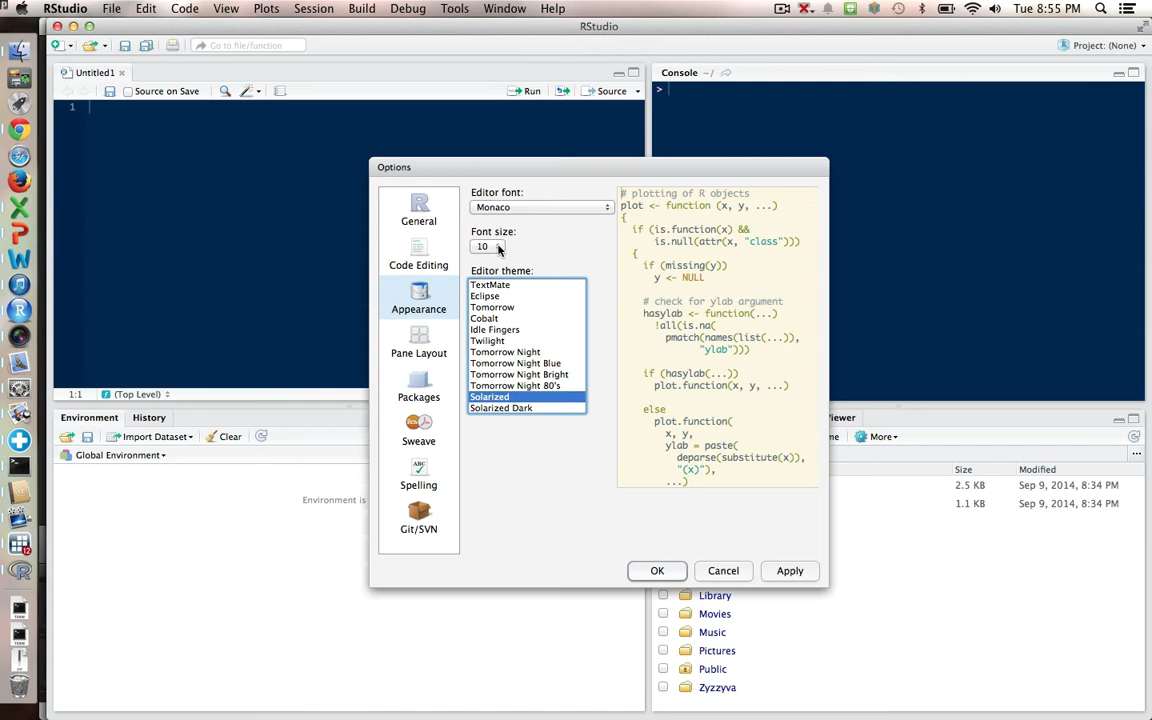 RStudio File Edit Code View Plots Session Build Debug Tools Window Help Tue 8:55 PM
RStudio
Go to file/function
Project: (None)
Untitled1
Source on Save
Run
Source
1
1:1 (Top Level)
Console ~/
>
Options
General
Code Editing
Appearance
Pane Layout
Packages
Sweave
Spelling
Git/SVN
Editor font:
Monaco
Font size:
10
Editor theme:
TextMate
Eclipse
Tomorrow
Cobalt
Idle Fingers
Twilight
Tomorrow Night
Tomorrow Night Blue
Tomorrow Night Bright
Tomorrow Night 80's
Solarized
Solarized Dark
# plotting of R objects
plot <- function (x, y, ...)
{
if (is.function(x) &&
is.null(attr(x, "class")))
{
if (missing(y))
y <- NULL
# check for ylab argument
hasylab <- function(...)
!all(is.na(
pmatch(names(list(...)),
"ylab")))
if (hasylab(...))
plot.function(x, y, ...)
else
plot.function(
x, y,
ylab = paste(
deparse(substitute(x)),
"(x)"),
...)
OK Cancel Apply
Environment History
Import Dataset Clear
Global Environment
Environment is
ewer
me More
Size Modified
2.5 KB Sep 9, 2014, 8:34 PM
1.1 KB Sep 9, 2014, 8:34 PM
Library
Movies
Music
Pictures
Public
Zyzzyva